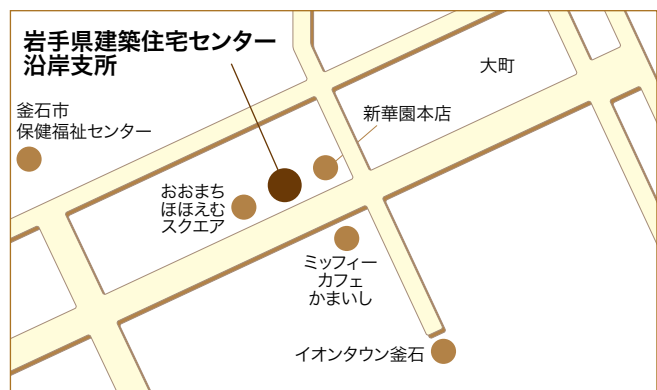 岩手県建築住宅センター
沿岸支所
大町
釜石市
保健福祉センター
新華園本店
おおまち
ほほえむ
スクエア
ミッフィー
カフェ
かまいし
イオンタウン釜石